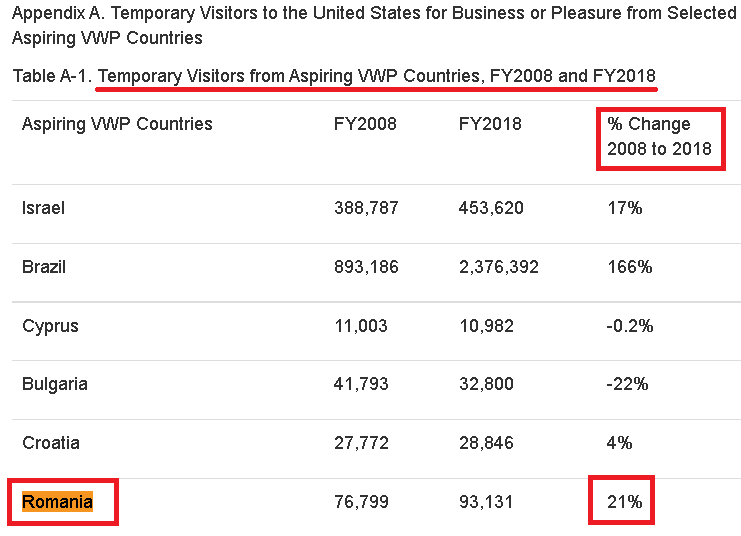 Appendix A. Temporary Visitors to the United States for Business or Pleasure from Selected
Aspiring VWP Countries
Table A-1. Temporary Visitors from Aspiring VWP Countries, FY2008 and FY2018
Aspiring VWP Countries FY2008 FY2018 % Change
2008 to 2018
Israel 388,787 453,620 17%
Brazil 893,186 2,376,392 166%
Cyprus 11,003 10,982 -0.2%
Bulgaria 41,793 32,800 -22%
Croatia 27,772 28,846 4%
Romania 76,799 93,131 21%